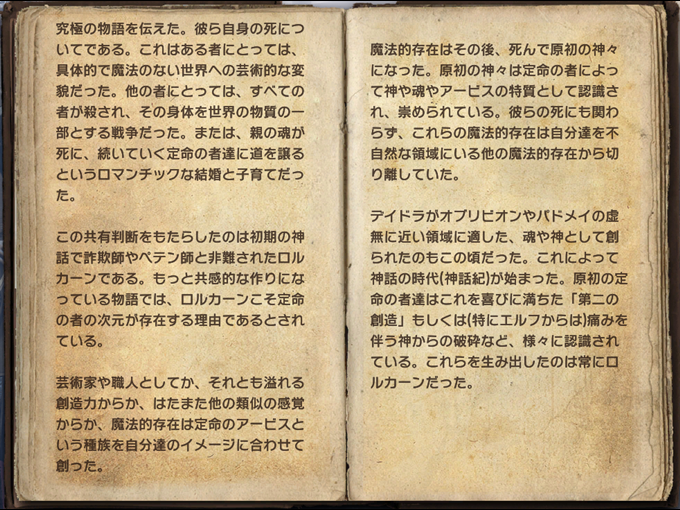 究極の物語を伝えた。彼ら自身の死につ
いてである。これはある者にとっては、
具体的で魔法のない世界への芸術的な変
貌だった。他の者にとっては、すべての
者が殺され、その身体を世界の物質の一
部とする戦争だった。または、親の魂が
死に、続いていく定命の者達に道を譲る
というロマンチックな結婚と子育てだっ
た。
この共有判断をもたらしたのは初期の神
話で詐欺師やペテン師と非難されたロル
カーンである。もっと共感的な作りにな
っている物語では、ロルカーンこそ定命
の者の次元が存在する理由であるとされ
ている。
芸術家や職人としてか、それとも溢れる
創造力からか、はたまた他の類似の感覚
からか、魔法的存在は定命のアービスと
いう種族を自分達のイメージに合わせて
創った。
魔法的存在はその後、死んで原初の神々
になった。原初の神々は定命の者によっ
て神や魂やアービスの特質として認識さ
れ、崇められている。彼らの死にも関わ
らず、これらの魔法的存在は自分達を不
自然な領域にいる他の魔法的存在から切
り離していた。
デイドラがオブリビオンやパドメイの虚
無に近い領域に適した、魂や神として創
られたのもこの頃だった。これによって
神話の時代(神話紀)が始まった。原初の定
命の者達はこれを喜びに満ちた「第二の
創造」もしくは(特にエルフからは)痛みを
伴う神からの破砕など、様々に認識され
ている。これらを生み出したのは常にロ
ルカーンだった。